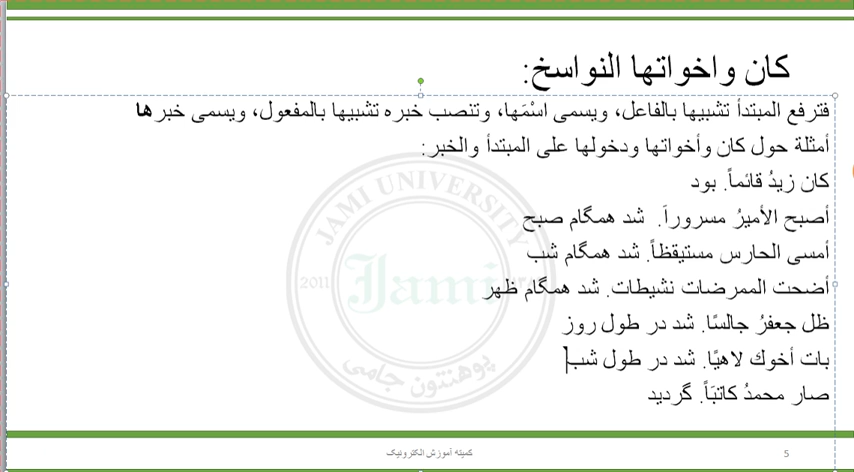 كان واخواتها النواسخ:
فترفع المبتدأ تشبيها بالفاعل، ويسمى اسْمَها، وتنصب خبره تشبيها بالمفعول، ويسمى خبرها
أمثلة حول كان وأخواتها ودخولها على المبتدأ والخبر:
كان زيدُ قائماً. بود
أصبح الأميرُ مسروراَ. شد همگام صبح
أمسى الحارس مستيقظاً. شد همگام شب
أضحت الممرضات نشيطات. شد همگام ظهر
ظل جعفرُ جالسًا. شد در طول روز
بات أخوك لاهيًا. شد در طول شب
صار محمدُ كاتبَاً. گردید
JAMI UNIVERSITY
2011
Jami
پوهنتون جامی
کمیته آموزش الکترونیک
5